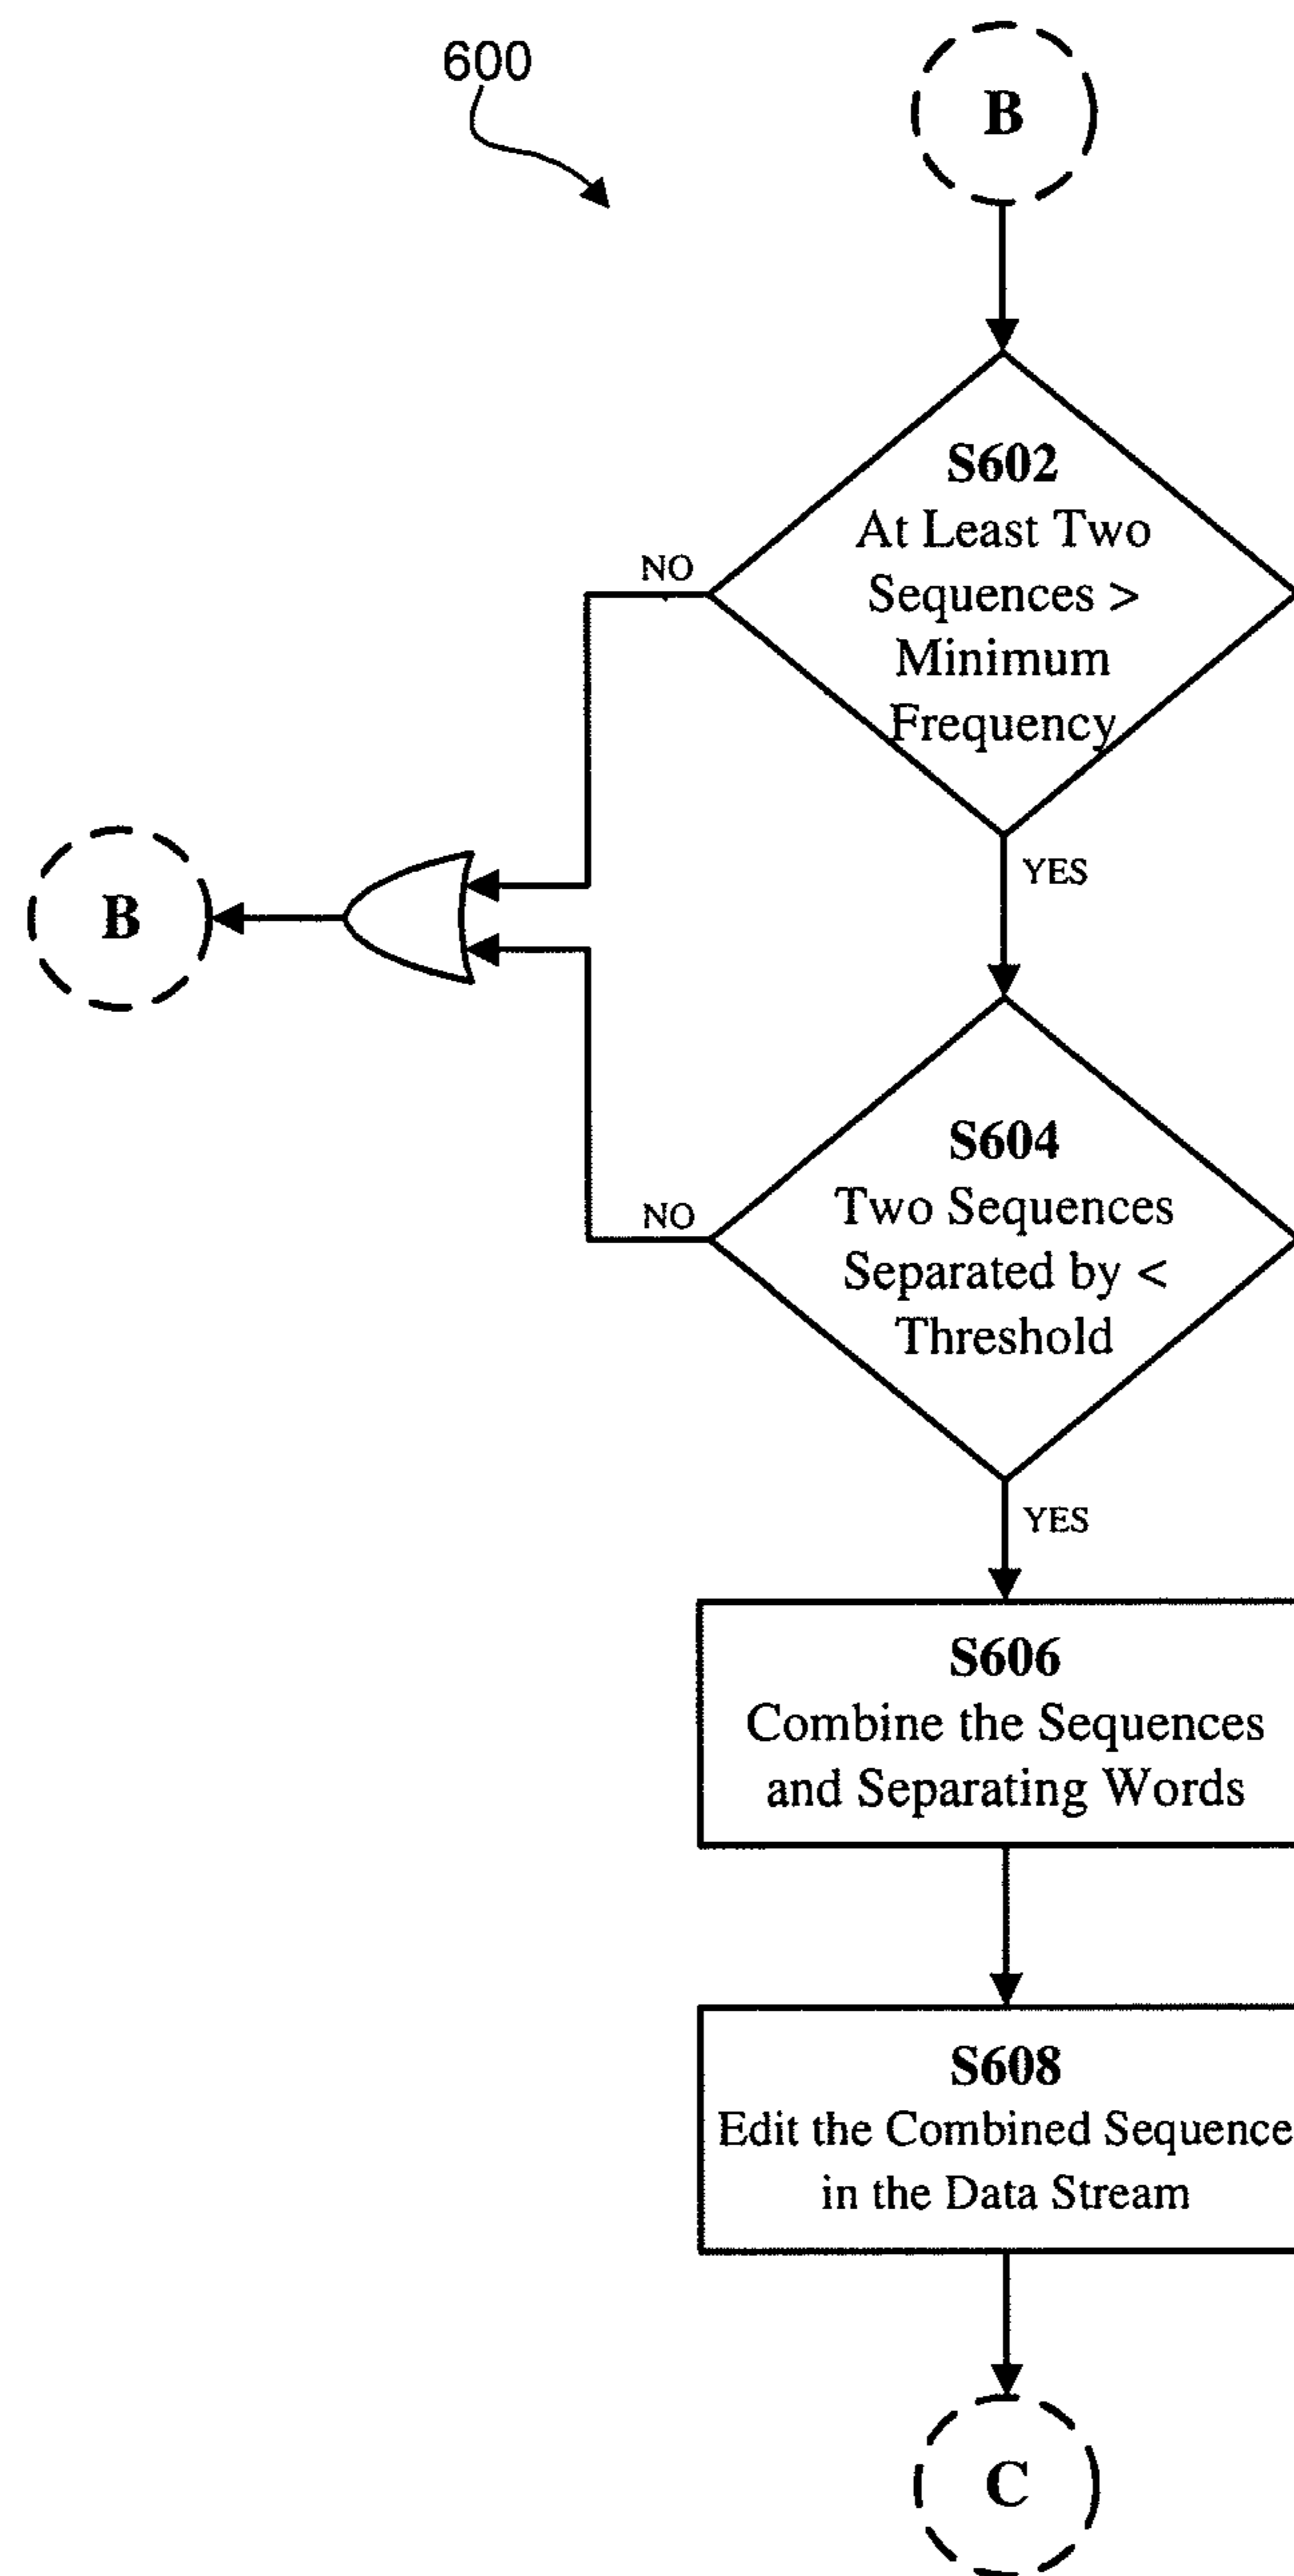 600
B
S602
At Least Two
Sequences >
Minimum
Frequency
NO
YES
B
S604
Two Sequences
Separated by <
Threshold
NO
YES
S606
Combine the Sequences
and Separating Words
S608
Edit the Combined Sequence
in the Data Stream
C